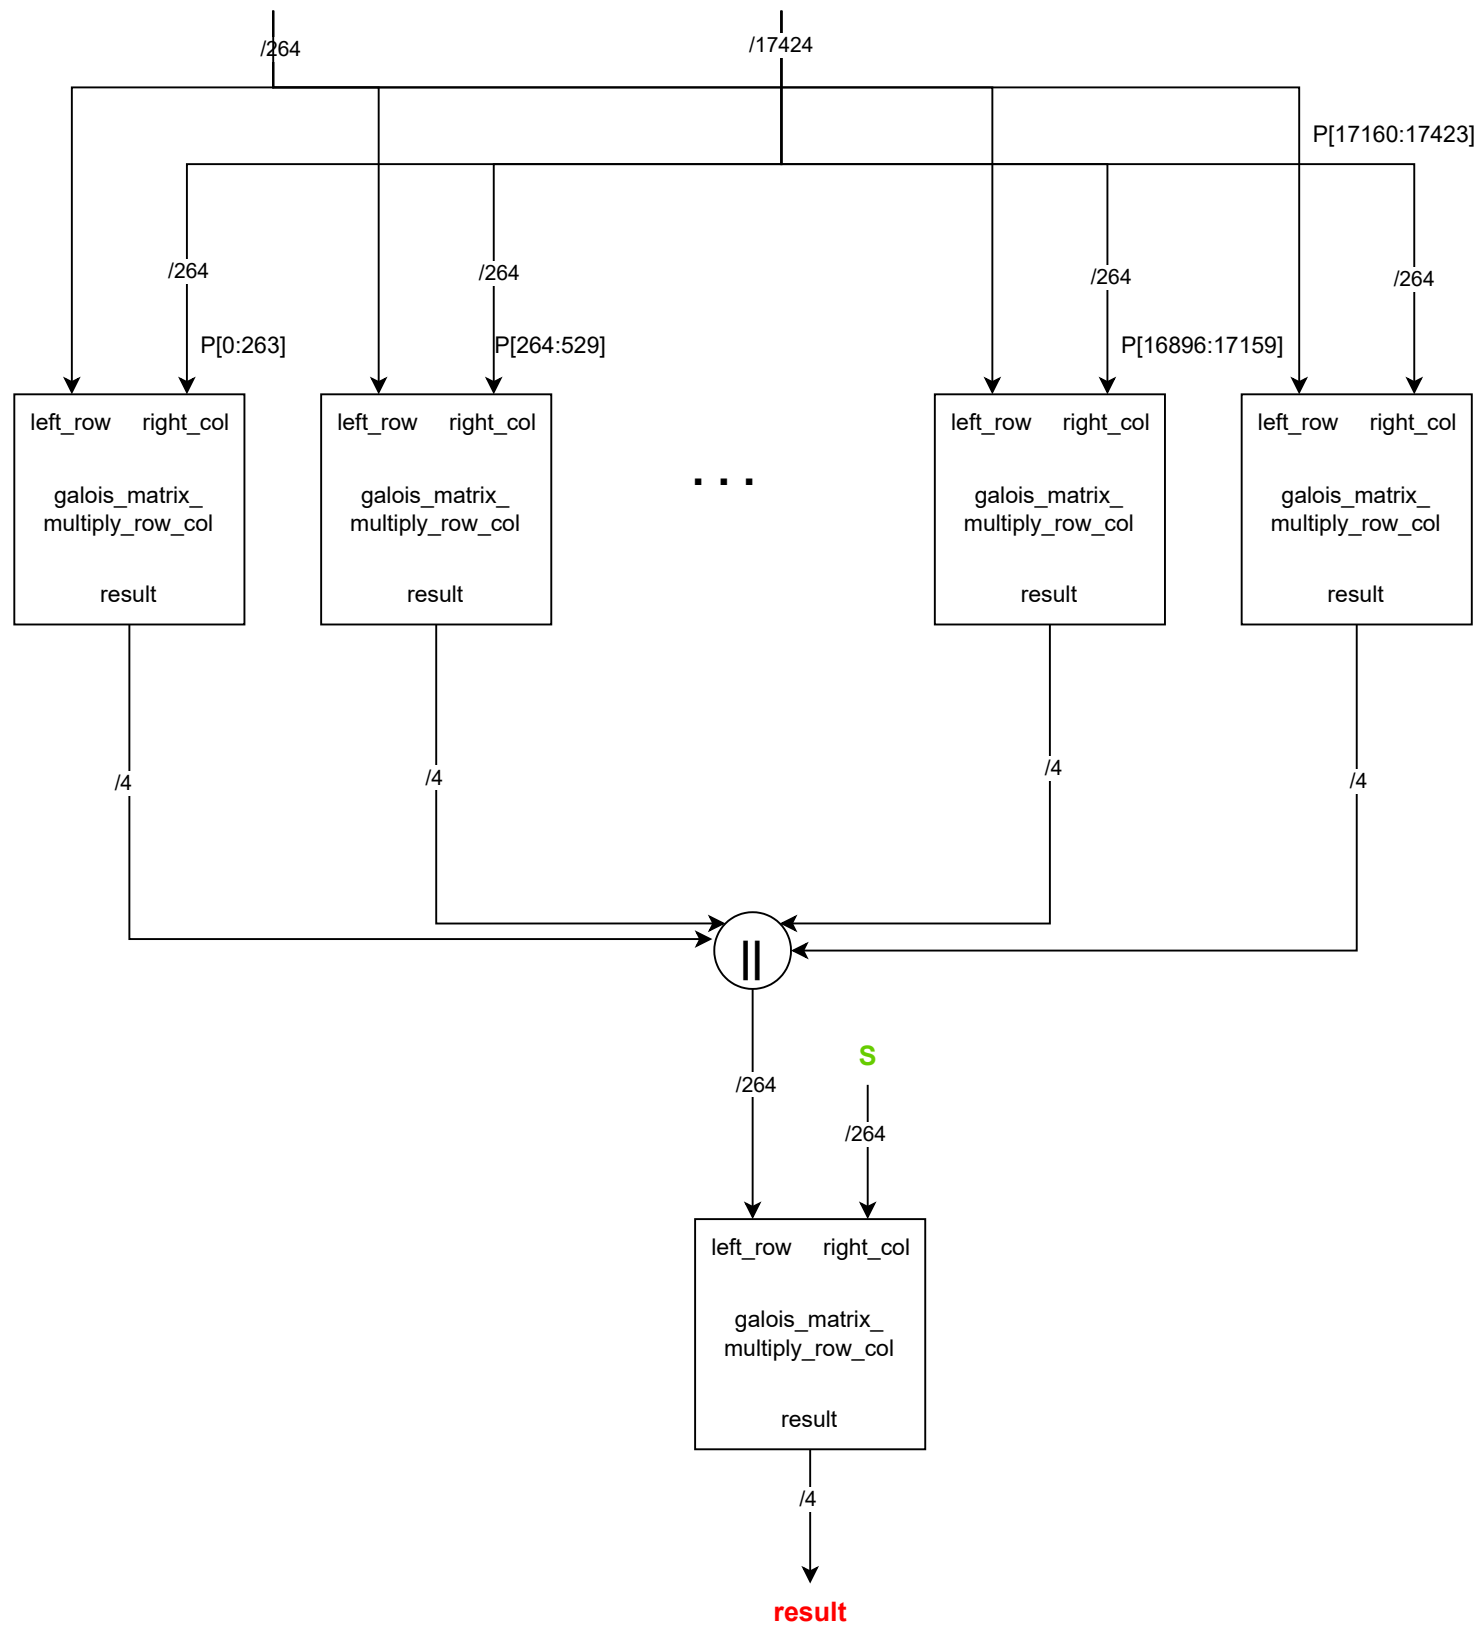 /264
/17424
P[17160:17423]
/264
/264
/264
/264
P[0:263]
P[264:529]
P[16896:17159]
left_row right_col
left_row right_col
left_row right_col
left_row right_col
. . .
galois_matrix_
multiply_row_col
galois_matrix_
multiply_row_col
galois_matrix_
multiply_row_col
galois_matrix_
multiply_row_col
result
result
result
result
/4
/4
/4
/4
||
S
/264
/264
left_row right_col
galois_matrix_
multiply_row_col
result
/4
result